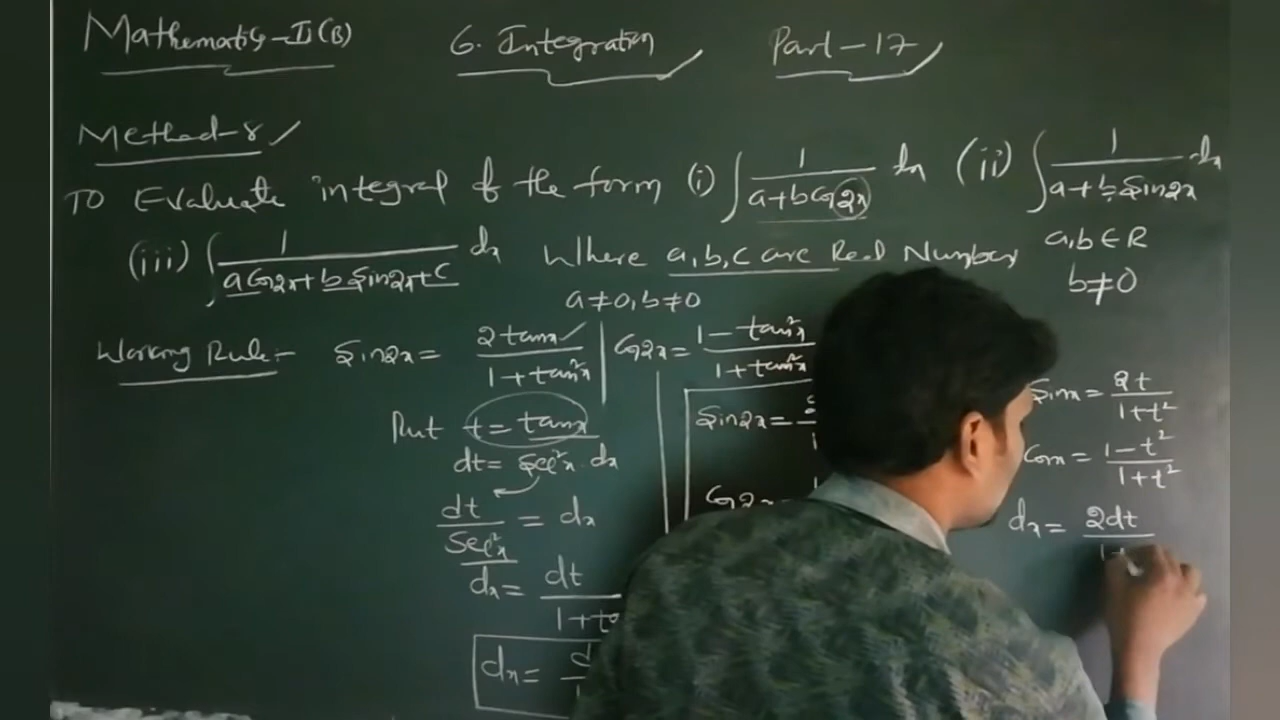 Mathematics-II(B) 6. Integration Part-17
Method-8
To Evaluate integral of the form (i) ∫ 1/(a+b Cos2x) dx (ii) ∫ 1/(a+b Sin2x) dx
(iii) ∫ 1/(a Cos2x+b Sin2x+c) dx Where a,b,c are Real Number a,b ∈ R
a≠0, b≠0 b≠0
Working Rule:- Sin2x = 2tanx/(1+tan²x) Cos2x = (1-tan²x)/(1+tan²x)
Put t = tanx
dt = Sec²x.dx
dt/Sec²x = dx
dx = dt/1+t
dx =
Sin2x =
Cos2x
Sinx = 2t/(1+t²)
Cosx = (1-t²)/(1+t²)
dx = 2dt/1+